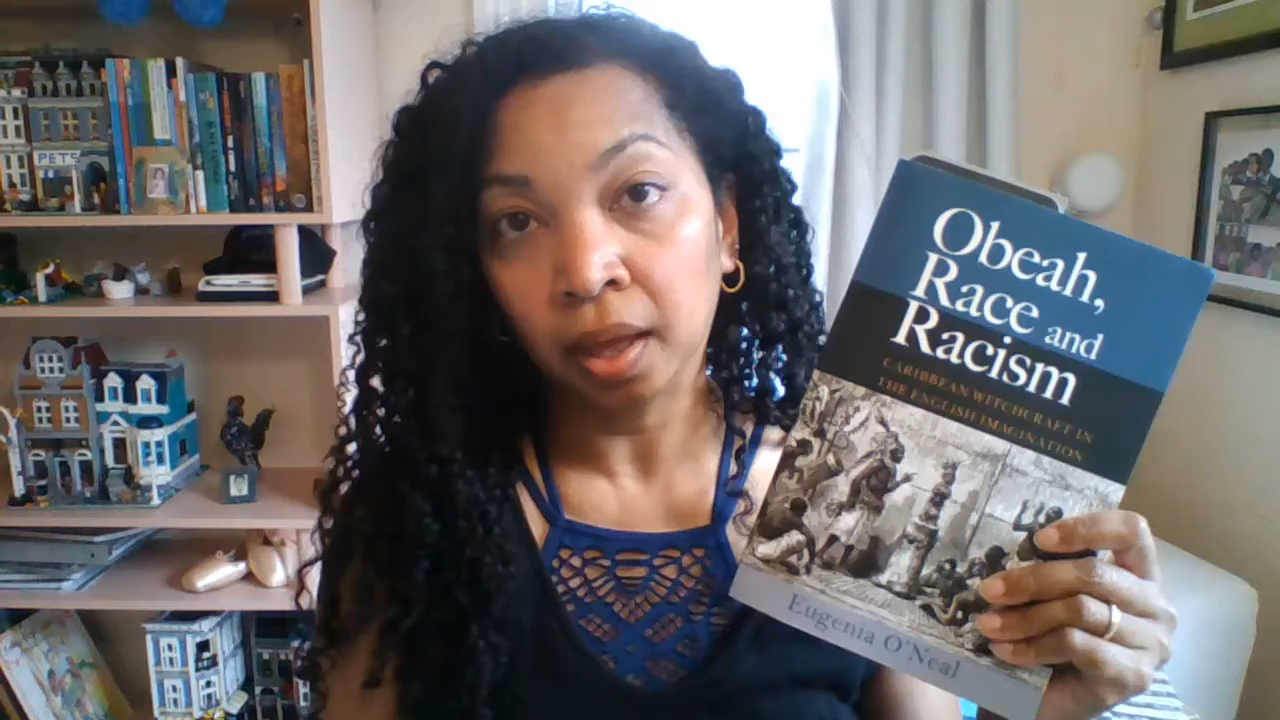 PETS
Obeah,
Race and
Racism
CARIBBEAN WITCHCRAFT IN
THE ENGLISH IMAGINATION
Eugenia O'Neal